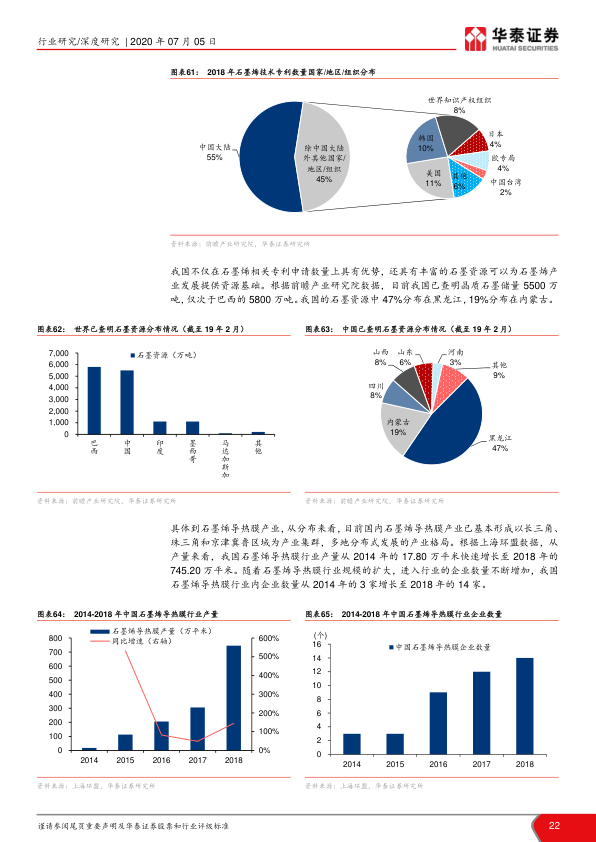 行业研究/深度研究 | 2020 年 07 月 05 日
华泰证券
HUATAI SECURITIES
图表61： 2018 年石墨烯技术专利数量国家/地区/组织分布
中国大陆
55%
除中国大陆
外其他国家/
地区/组织
45%
世界知识产权组织
8%
日本
4%
欧专局
4%
中国台湾
2%
其他
6%
美国
11%
韩国
10%
资料来源：前瞻产业研究院，华泰证券研究所
我国不仅在石墨烯相关专利申请数量上具有优势，还具有丰富的石墨资源可以为石墨烯产
业发展提供资源基础。根据前瞻产业研究院数据，目前我国已查明晶质石墨储量 5500 万
吨，仅次于巴西的 5800 万吨。我国的石墨资源中 47%分布在黑龙江，19%分布在内蒙古。
图表62： 世界已查明石墨资源分布情况（截至 19 年 2 月）
石墨资源（万吨）
7,000
6,000
5,000
4,000
3,000
2,000
1,000
0
巴西
中国
印度
墨西哥
马达加斯加
其他
资料来源：前瞻产业研究院，华泰证券研究所
图表63： 中国已查明石墨资源分布情况（截至 19 年 2 月）
山西
8%
山东
6%
河南
3%
其他
9%
四川
8%
内蒙古
19%
黑龙江
47%
资料来源：前瞻产业研究院，华泰证券研究所
具体到石墨烯导热膜产业，从分布来看，目前国内石墨烯导热膜产业已基本形成以长三角、
珠三角和京津冀鲁区域为产业集群，多地分布式发展的产业格局。根据上海环盟数据，从
产量来看，我国石墨烯导热膜行业产量从 2014 年的 17.80 万平米快速增长至 2018 年的
745.20 万平米。随着石墨烯导热膜行业规模的扩大，进入行业的企业数量不断增加，我国
石墨烯导热膜行业内企业数量从 2014 年的 3 家增长至 2018 年的 14 家。
图表64： 2014-2018 年中国石墨烯导热膜行业产量
石墨烯导热膜产量（万平米）
同比增速（右轴）
800
700
600
500
400
300
200
100
0
600%
500%
400%
300%
200%
100%
0%
2014 2015 2016 2017 2018
资料来源：上海环盟，华泰证券研究所
图表65： 2014-2018 年中国石墨烯导热膜行业企业数量
(个)
中国石墨烯导热膜企业数量
16
14
12
10
8
6
4
2
0
2014 2015 2016 2017 2018
资料来源：上海环盟，华泰证券研究所
谨请参阅尾页重要声明及华泰证券股票和行业评级标准
22